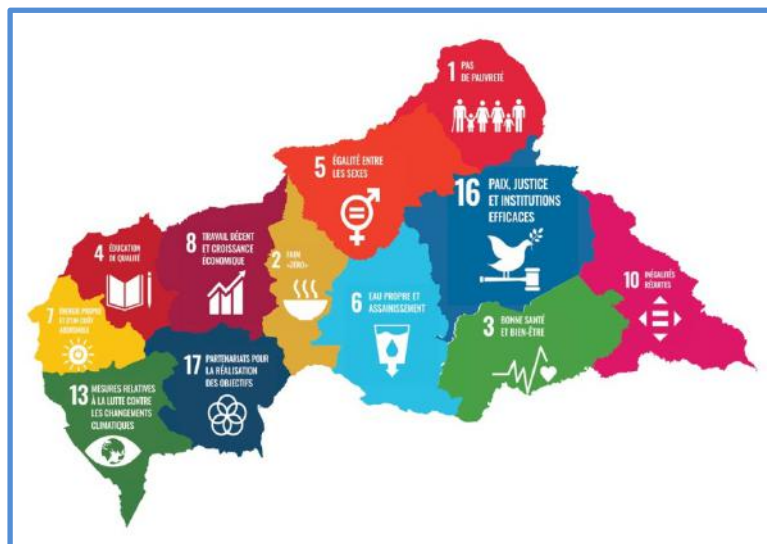 1 PAS
DE PAUVRETÉ
5 ÉGALITÉ ENTRE
LES SEXES
16 PAIX, JUSTICE
ET INSTITUTIONS
EFFICACES
4 ÉDUCATION
DE QUALITÉ
8 TRAVAIL DÉCENT
ET CROISSANCE
ÉCONOMIQUE
2 FAIM
«ZÉRO»
10 INÉGALITÉS
RÉDUITES
7 ÉNERGIE PROPRE
ET D'UN COÛT
ABORDABLE
6 EAU PROPRE ET
ASSAINISSEMENT
3 BONNE SANTÉ
ET BIEN-ÊTRE
17 PARTENARIATS POUR
LA RÉALISATION
DES OBJECTIFS
13 MESURES RELATIVES
À LA LUTTE CONTRE
LES CHANGEMENTS
CLIMATIQUES